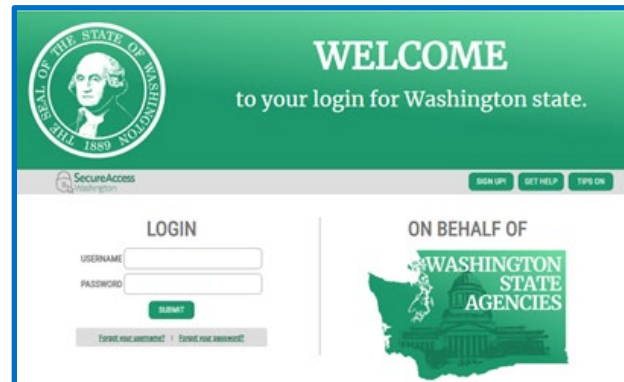 THE SEAL OF THE STATE OF WASHINGTON
1889
WELCOME
to your login for Washington state.
SecureAccess
Washington
SIGN UP!
GET HELP
TIPS ON
LOGIN
USERNAME
PASSWORD
SUBMIT
Forgot your username? | Forgot your password?
ON BEHALF OF
WASHINGTON
STATE
AGENCIES